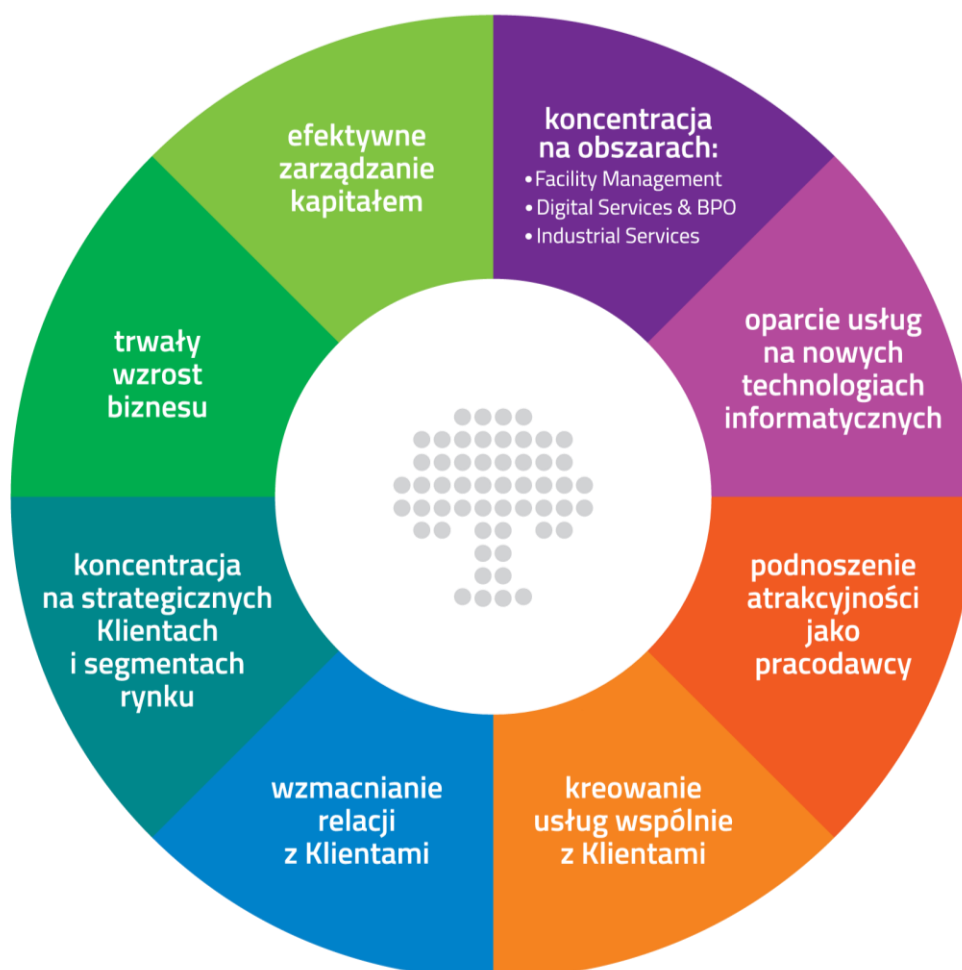 koncentracja
na obszarach:
• Facility Management
• Digital Services & BPO
• Industrial Services
oparcie usług
na nowych
technologiach
informatycznych
podnoszenie
atrakcyjności
jako
pracodawcy
kreowanie
usług wspólnie
z Klientami
wzmacnianie
relacji
z Klientami
koncentracja
na strategicznych
Klientach
i segmentach
rynku
trwały
wzrost
biznesu
efektywne
zarządzanie
kapitałem